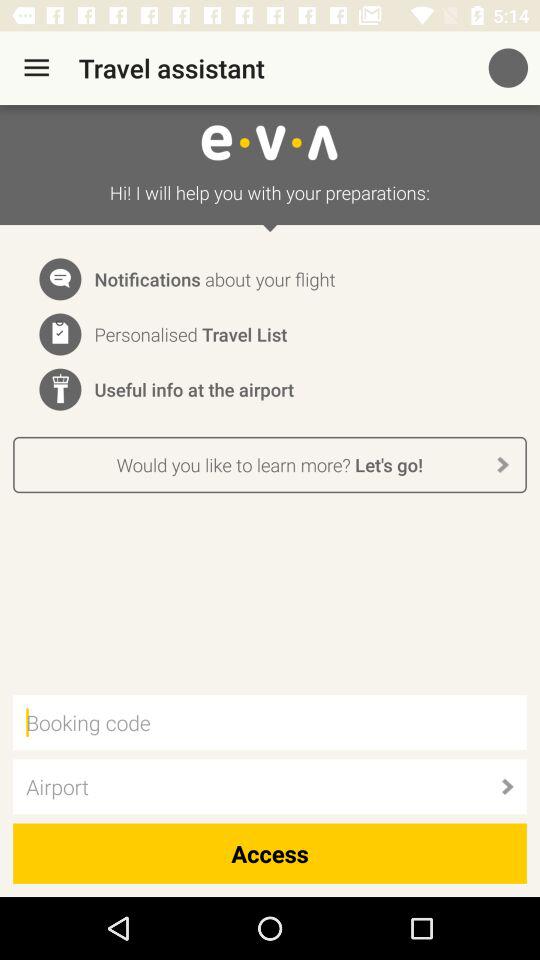 5:14
Travel assistant
e·v·a
Hi! I will help you with your preparations:
Notifications about your flight
Personalised Travel List
Useful info at the airport
Would you like to learn more? Let's go!
Booking code
Airport
Access